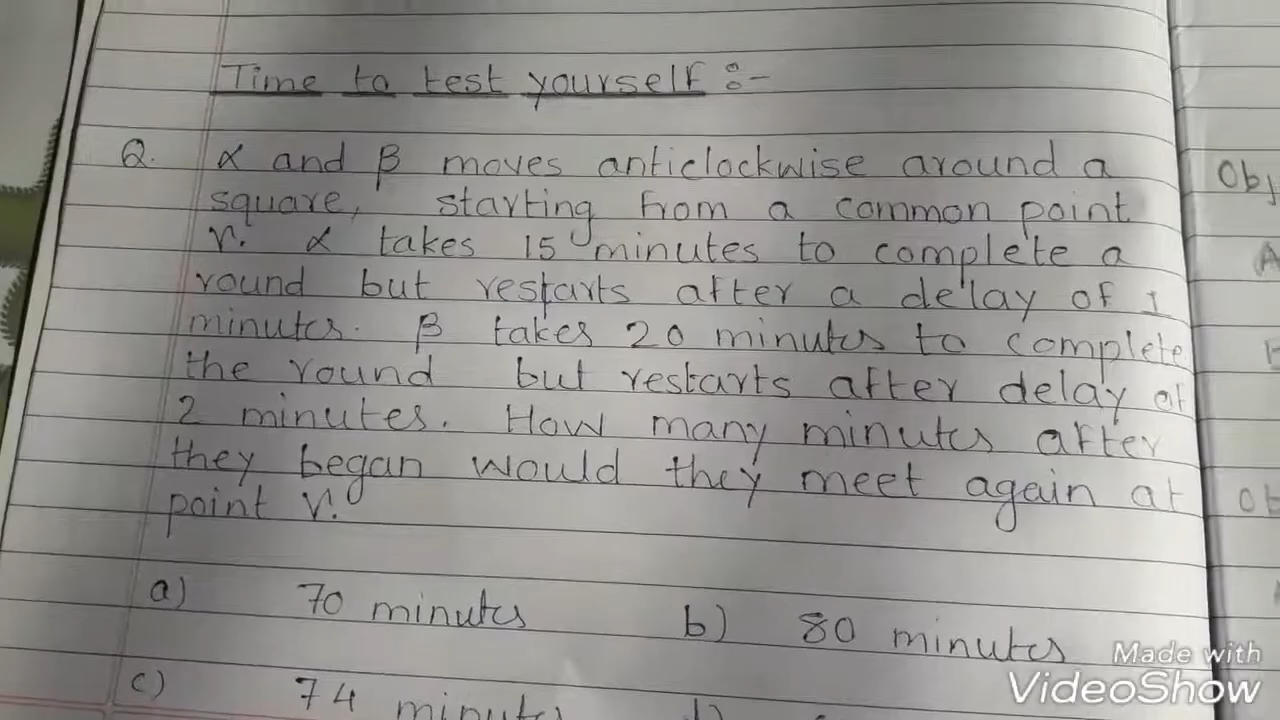 Time to test yourself :-
Q. α and β moves anticlockwise around a
square, starting from a common point
r. α takes 15 minutes to complete a
round but restarts after a delay of 1
minutes. β takes 20 minutes to complete
the round but restarts after delay of
2 minutes. How many minutes after
they began would they meet again at
point r.
a) 70 minutes b) 80 minutes
c) 74 minutes
Obj
Made with
VideoShow